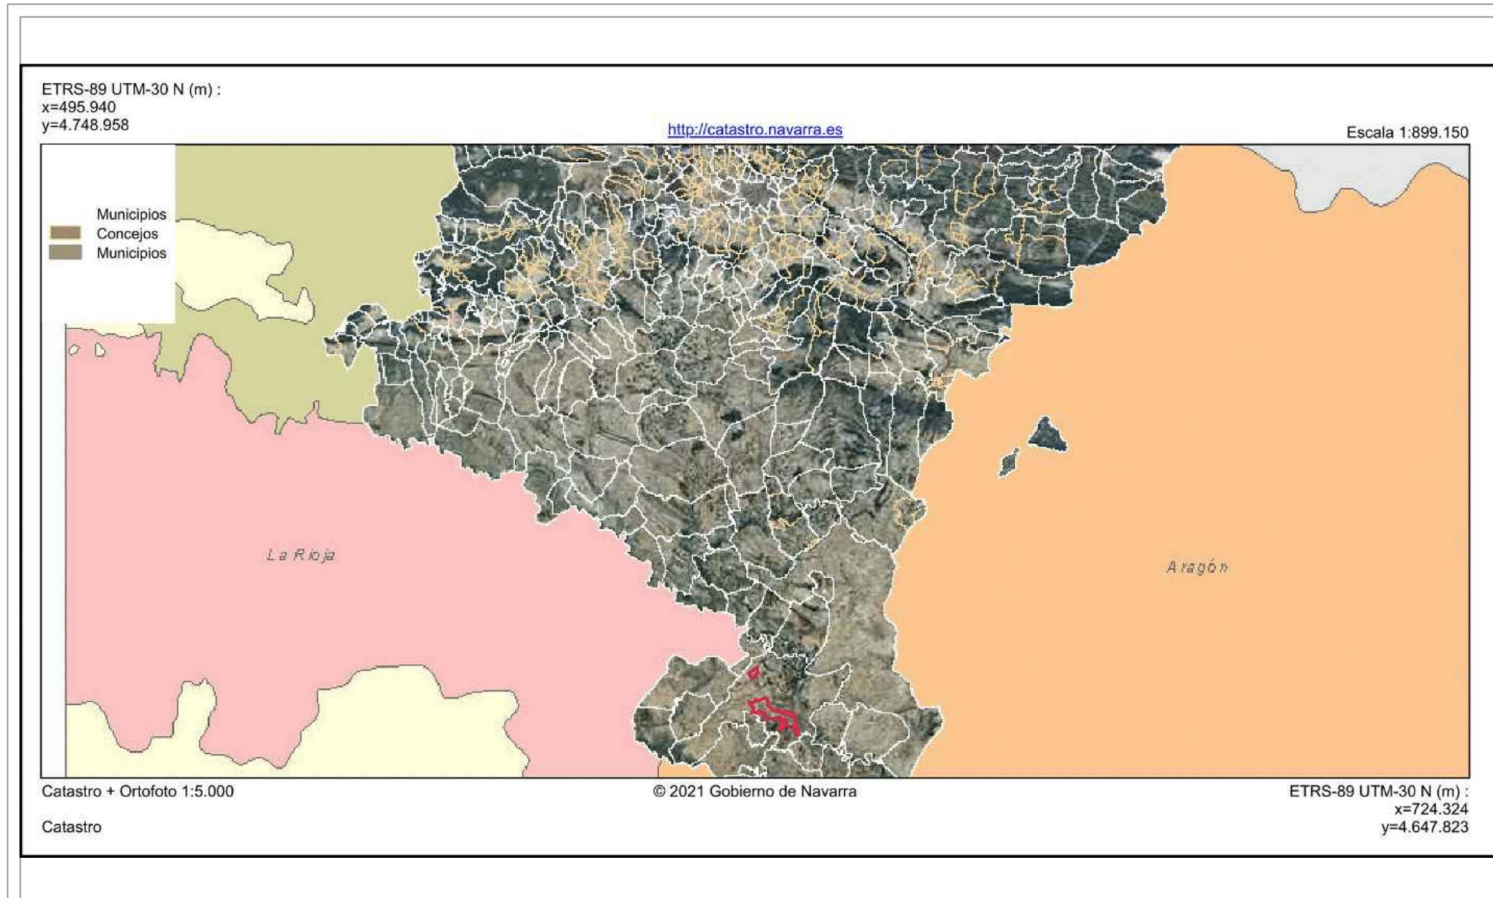 ETRS-89 UTM-30 N (m) :
x=495.940
y=4.748.958
http://catastro.navarra.es
Escala 1:899.150
Municipios
Concejos
Municipios
La Rioja
Aragón
Catastro + Ortofoto 1:5.000
© 2021 Gobierno de Navarra
ETRS-89 UTM-30 N (m) :
x=724.324
y=4.647.823
Catastro